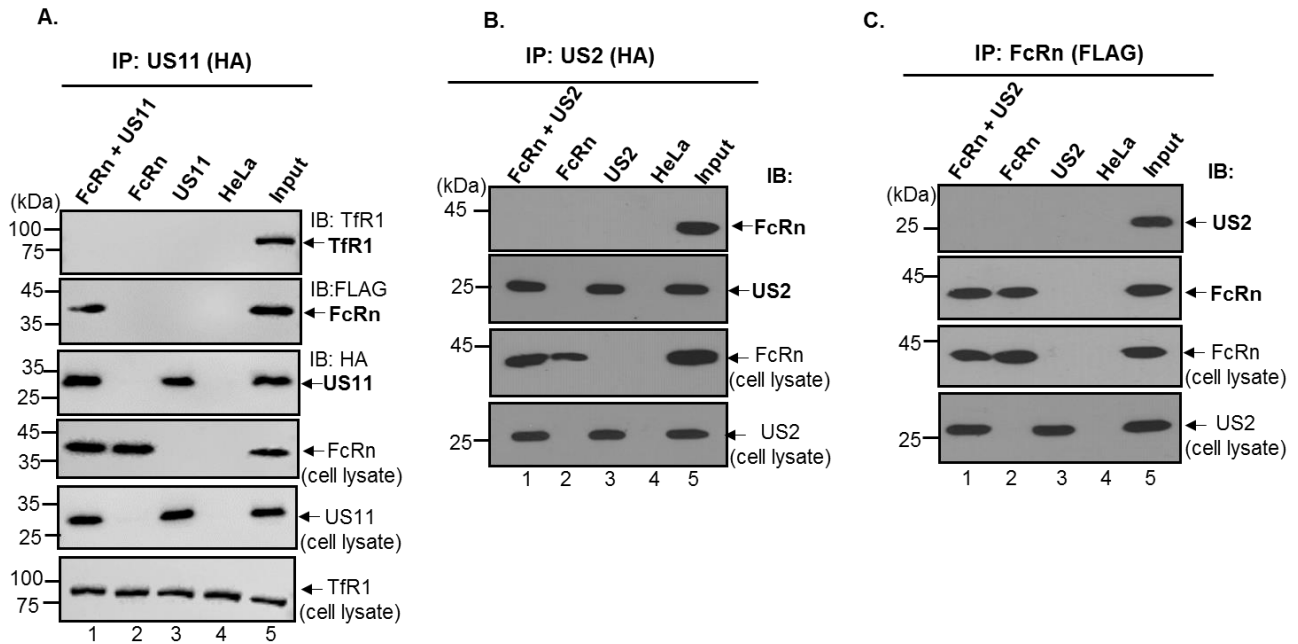 A.
IP: US11 (HA)
FcRn + US11
FcRn
US11
HeLa
Input
(kDa)
100
75
IB: TfR1
TfR1
45
35
IB:FLAG
FcRn
35
25
IB: HA
US11
45
35
FcRn
(cell lysate)
35
25
US11
(cell lysate)
100
75
TfR1
(cell lysate)
1 2 3 4 5
B.
IP: US2 (HA)
FcRn + US2
FcRn
US2
HeLa
Input
IB:
(kDa)
45
FcRn
25
US2
45
FcRn
(cell lysate)
25
US2
(cell lysate)
1 2 3 4 5
C.
IP: FcRn (FLAG)
FcRn + US2
FcRn
US2
HeLa
Input
IB:
(kDa)
25
US2
45
FcRn
45
FcRn
(cell lysate)
25
US2
(cell lysate)
1 2 3 4 5